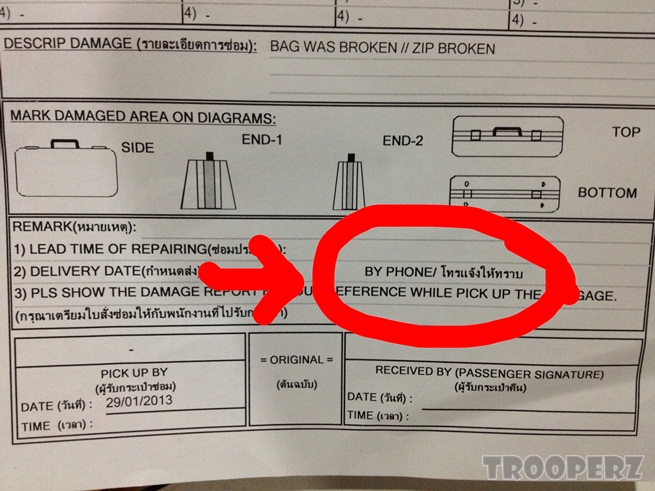 4) - 4) - 4) - 4) -
DESCRIP DAMAGE (รายละเอียดการซ่อม): BAG WAS BROKEN // ZIP BROKEN
MARK DAMAGED AREA ON DIAGRAMS:
SIDE END-1 END-2 TOP
BOTTOM
REMARK(หมายเหตุ):
1) LEAD TIME OF REPAIRING(ซ่อม
2) DELIVERY DATE(กำหนดส่ง BY PHONE/ โทรแจ้งให้ทราบ
3) PLS SHOW THE DAMAGE REPORT WHILE PICK UP THE
(กรุณาเตรียมใบสั่งซ่อมให้กับพนักงานที่ไปรับ
-
PICK UP BY
(ผู้รับกระเป๋าซ่อม)
DATE (วันที่) : 29/01/2013
TIME (เวลา) :
= ORIGINAL =
(ต้นฉบับ)
RECEIVED BY (PASSENGER SIGNATURE)
(ผู้รับกระเป๋าคืน)
DATE (วันที่) :
TIME (เวลา) :
TROOPERZ